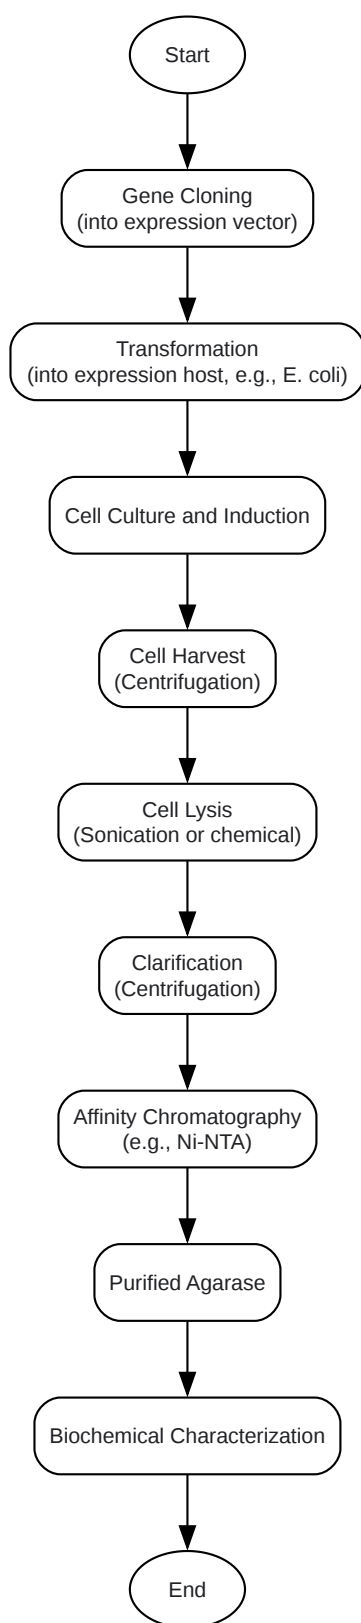 Start
Gene Cloning
(into expression vector)
Transformation
(into expression host, e.g., E. coli)
Cell Culture and Induction
Cell Harvest
(Centrifugation)
Cell Lysis
(Sonication or chemical)
Clarification
(Centrifugation)
Affinity Chromatography
(e.g., Ni-NTA)
Purified Agarase
Biochemical Characterization
End